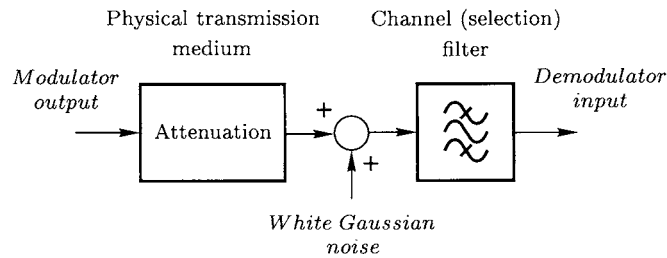 Physical transmission
medium
Channel (selection)
filter
Modulator
output
Attenuation
+
+
Demodulator
input
White Gaussian
noise